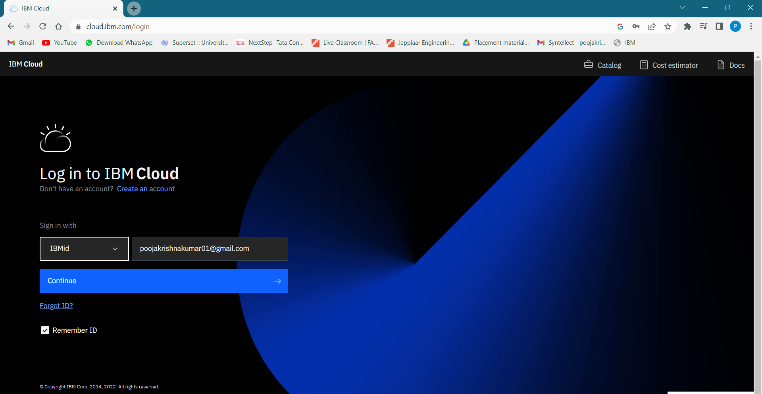 IBM Cloud
cloud.ibm.com/login
G
P
Gmail YouTube Download WhatsApp Superset :: Universit... NextStep - Tata Con... Live Classroom | FA... Jeppiaar Engineerin... Placement material... Syntellect - poojakri... IBM
IBM Cloud Catalog Cost estimator Docs
Log in to IBM Cloud
Don't have an account? Create an account
Sign in with
IBMid poojakrishnakumar01@gmail.com
Continue
Forgot ID?
Remember ID
© Copyright IBM Corp. 2014, 2022. All rights reserved.